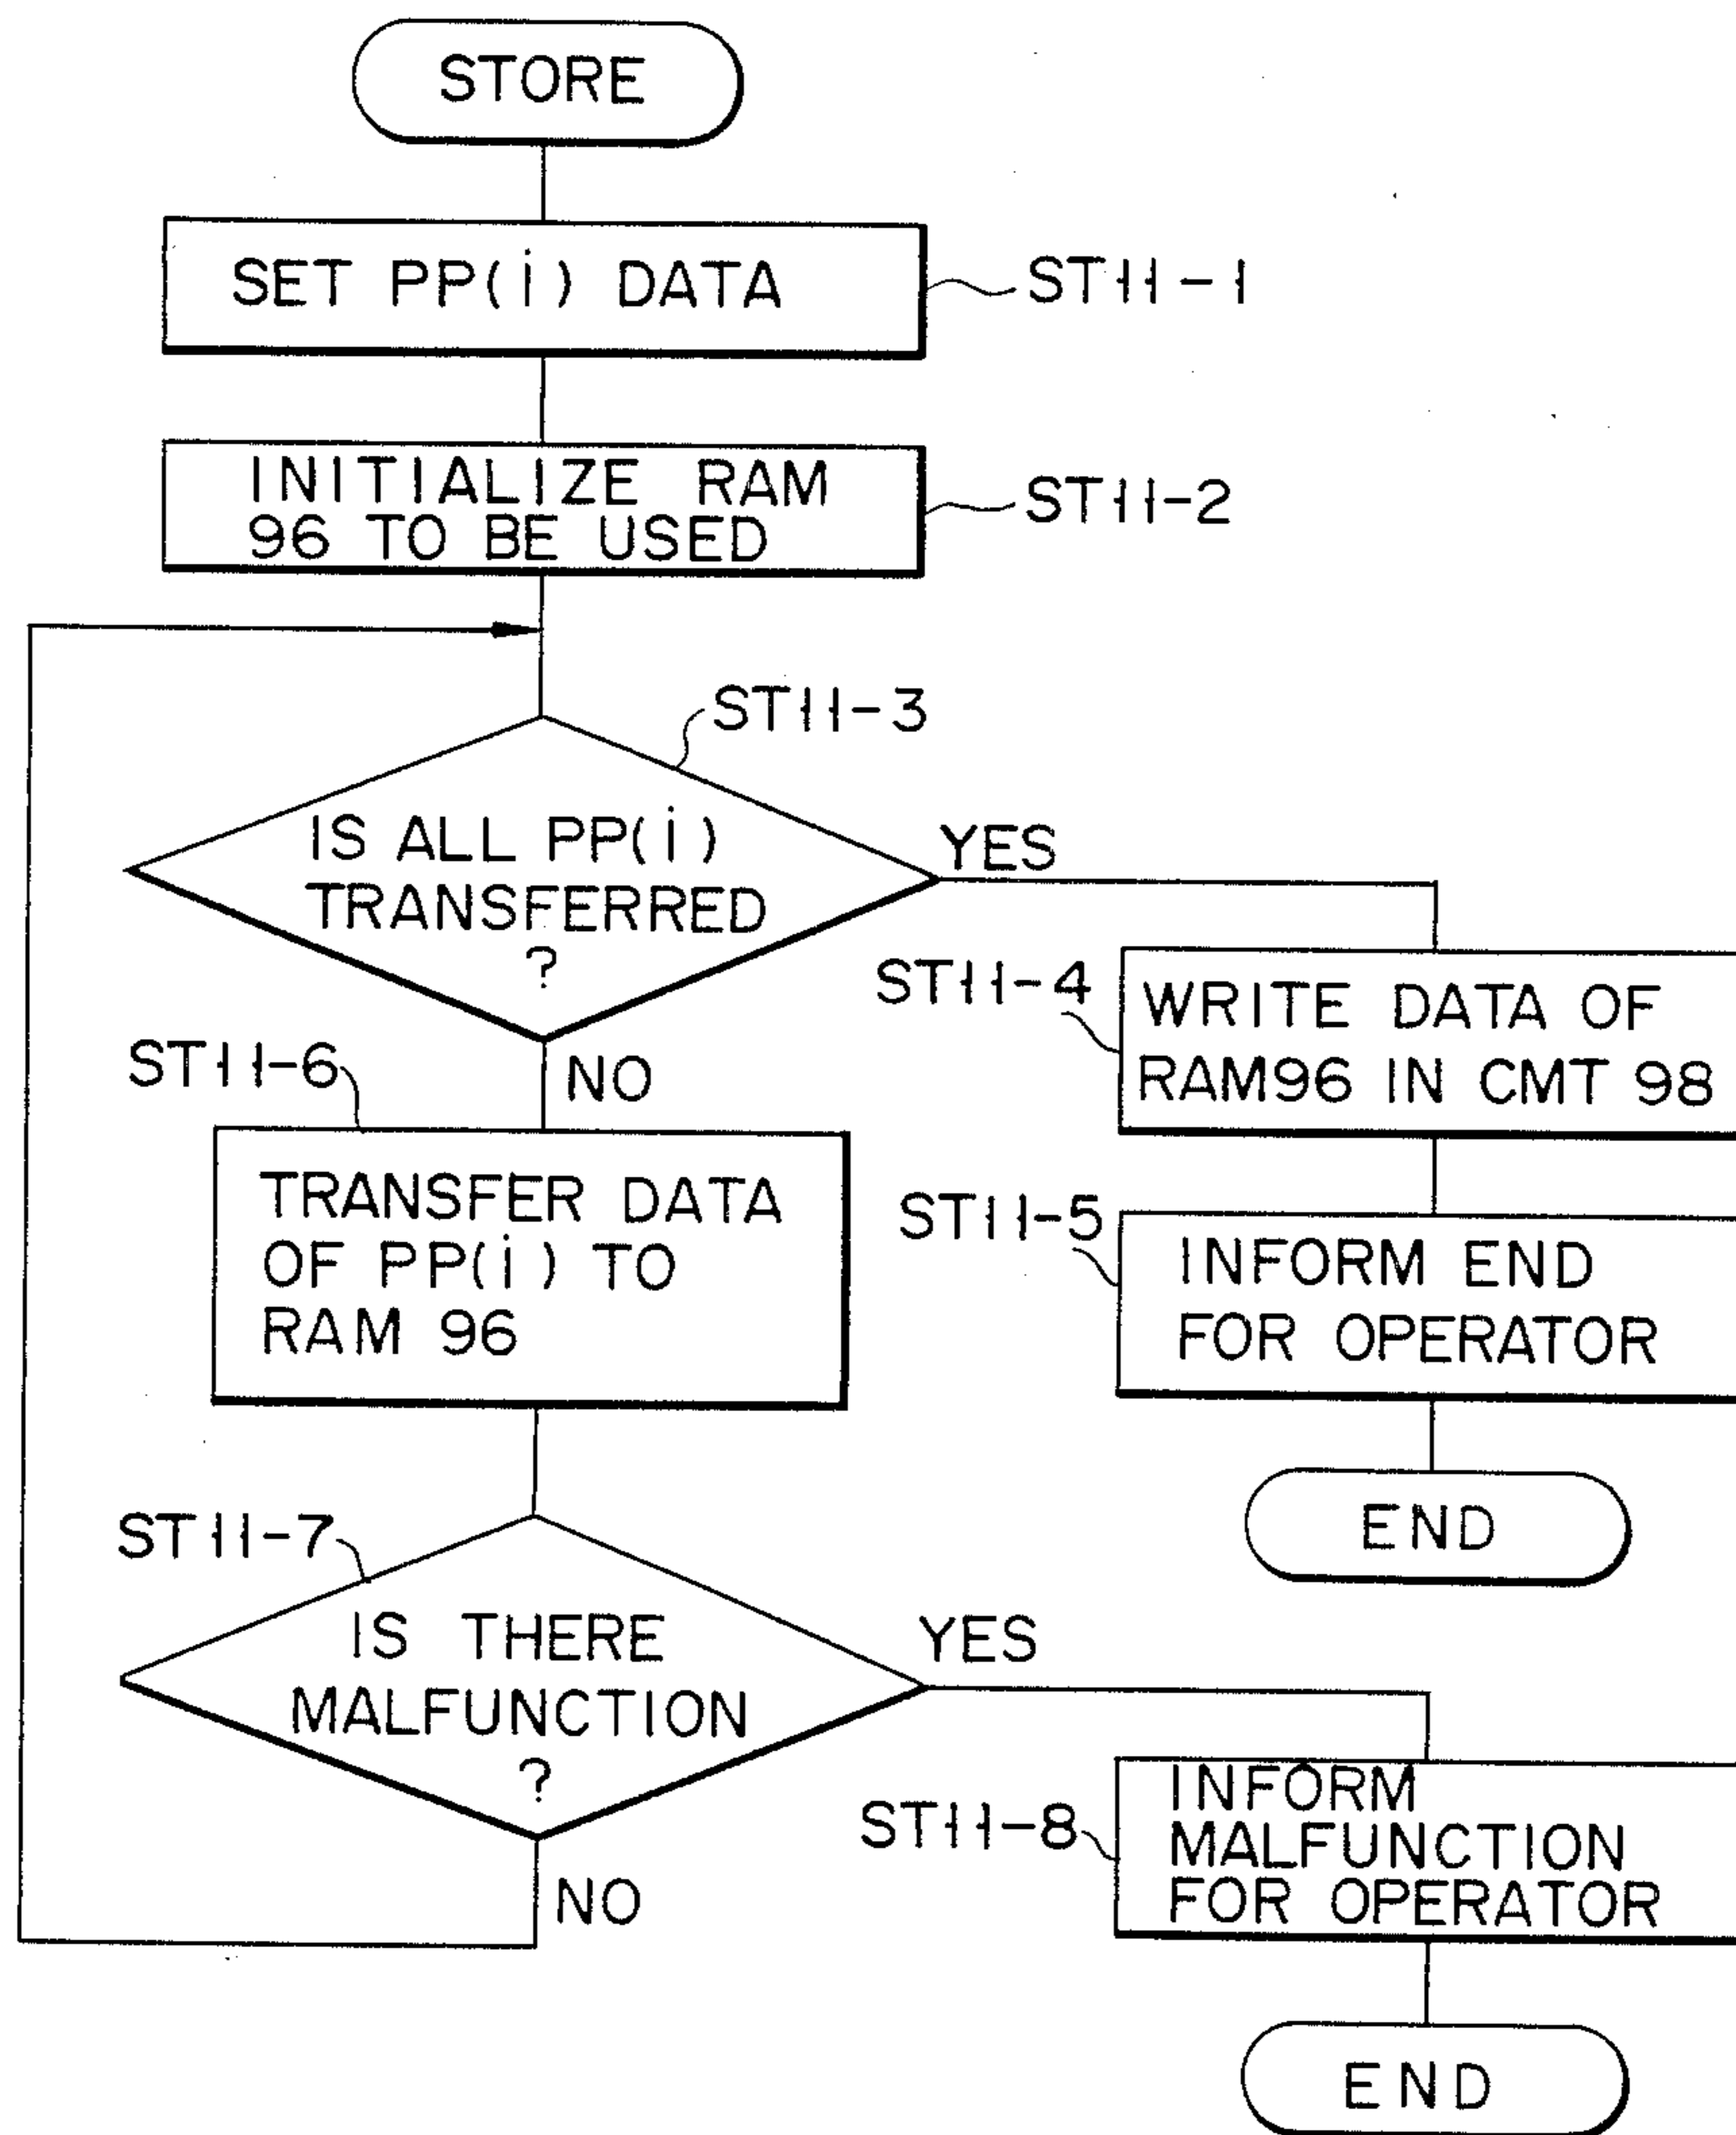 STORE
SET PP(i) DATA
ST11-1
INITIALIZE RAM
96 TO BE USED
ST11-2
ST11-3
IS ALL PP(i)
TRANSFERRED
?
YES
NO
ST11-4
WRITE DATA OF
RAM96 IN CMT 98
ST11-5
INFORM END
FOR OPERATOR
END
ST11-6
TRANSFER DATA
OF PP(i) TO
RAM 96
ST11-7
IS THERE
MALFUNCTION
?
YES
NO
ST11-8
INFORM
MALFUNCTION
FOR OPERATOR
END